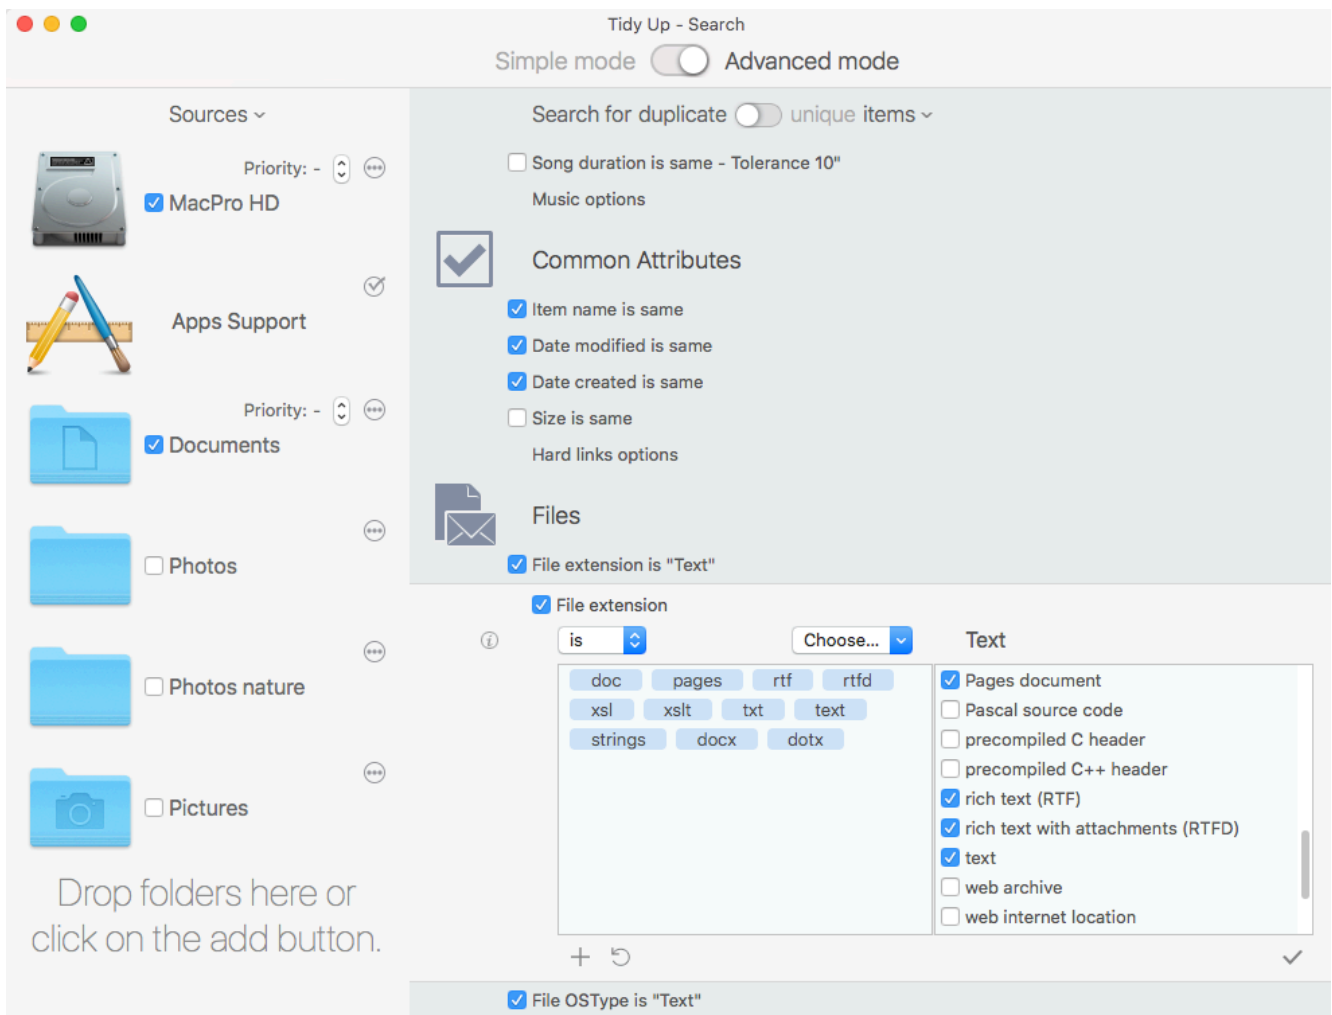 Tidy Up - Search
Simple mode Advanced mode
Sources
Priority: -
MacPro HD
Apps Support
Priority: -
Documents
Photos
Photos nature
Pictures
Drop folders here or
click on the add button.
Search for duplicate unique items
Song duration is same - Tolerance 10"
Music options
Common Attributes
Item name is same
Date modified is same
Date created is same
Size is same
Hard links options
Files
File extension is "Text"
File extension
is Choose... Text
doc pages rtf rtfd
xsl xslt txt text
strings docx dotx
Pages document
Pascal source code
precompiled C header
precompiled C++ header
rich text (RTF)
rich text with attachments (RTFD)
text
web archive
web internet location
File OSType is "Text"